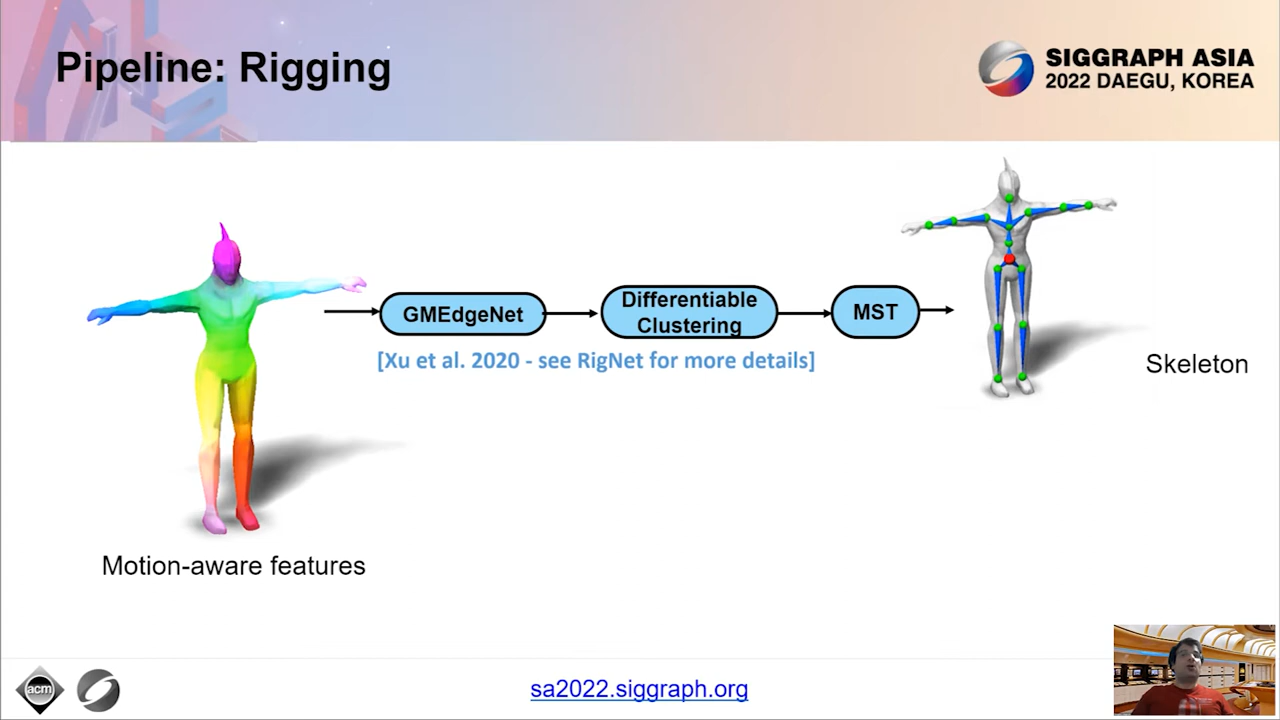 Pipeline: Rigging
SIGGRAPH ASIA
2022 DAEGU, KOREA
GMEdgeNet
Differentiable
Clustering
MST
[Xu et al. 2020 - see RigNet for more details]
Skeleton
Motion-aware features
acm
sa2022.siggraph.org